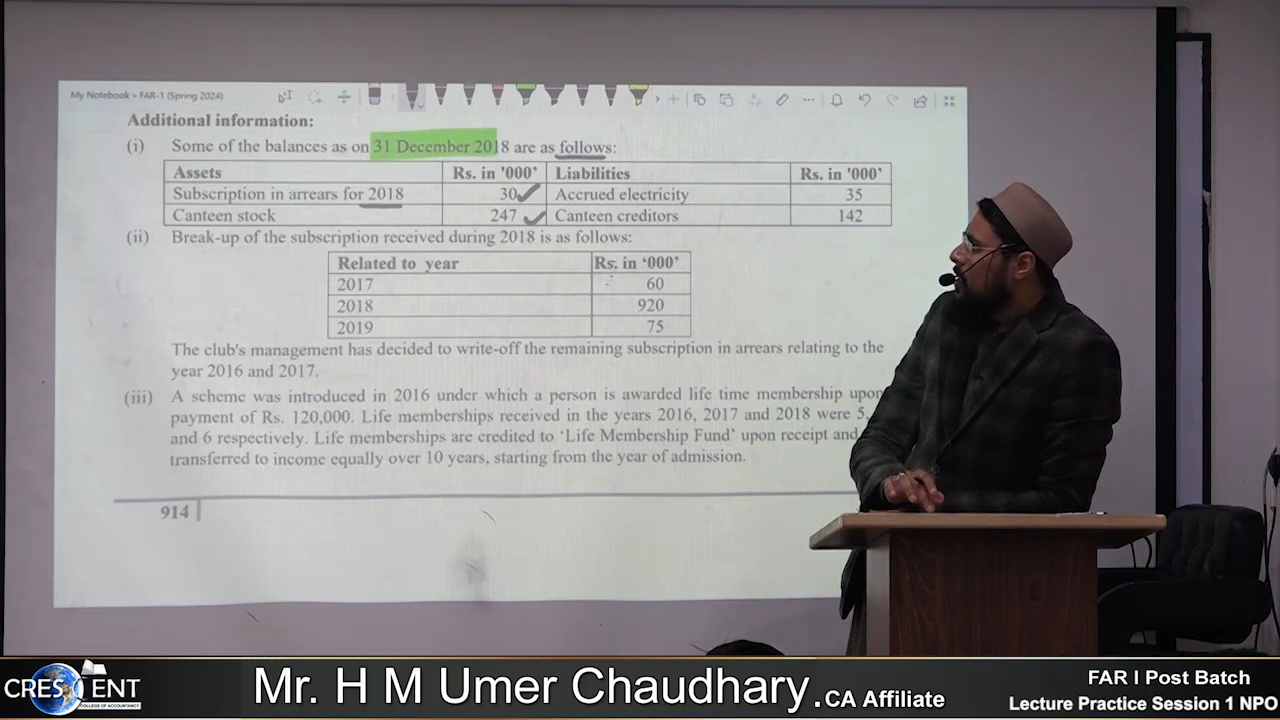 My Notebook » FAR-1 (Spring 2024)
Additional information:
(i) Some of the balances as on 31 December 2018 are as follows:
Assets Rs. in '000' Liabilities Rs. in '000'
Subscription in arrears for 2018 30 Accrued electricity 35
Canteen stock 247 Canteen creditors 142
(ii) Break-up of the subscription received during 2018 is as follows:
Related to year Rs. in '000'
2017 60
2018 920
2019 75
The club's management has decided to write-off the remaining subscription in arrears relating to the
year 2016 and 2017.
(iii) A scheme was introduced in 2016 under which a person is awarded life time membership upon
payment of Rs. 120,000. Life memberships received in the years 2016, 2017 and 2018 were 5,
and 6 respectively. Life memberships are credited to 'Life Membership Fund' upon receipt and
transferred to income equally over 10 years, starting from the year of admission.
914
CRESCENT
COLLEGE OF ACCOUNTANCY
Mr. H M Umer Chaudhary .CA Affiliate
FAR I Post Batch
Lecture Practice Session 1 NPO